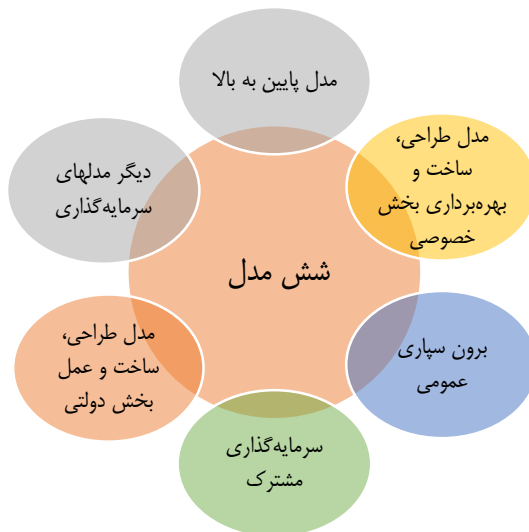 مدل پایین به بالا
مدل طراحی،
ساخت و
بهره‌برداری بخش
خصوصی
برون سپاری
عمومی
سرمایه‌گذاری
مشترک
مدل طراحی،
ساخت و عمل
بخش دولتی
دیگر مدلهای
سرمایه‌گذاری
شش مدل